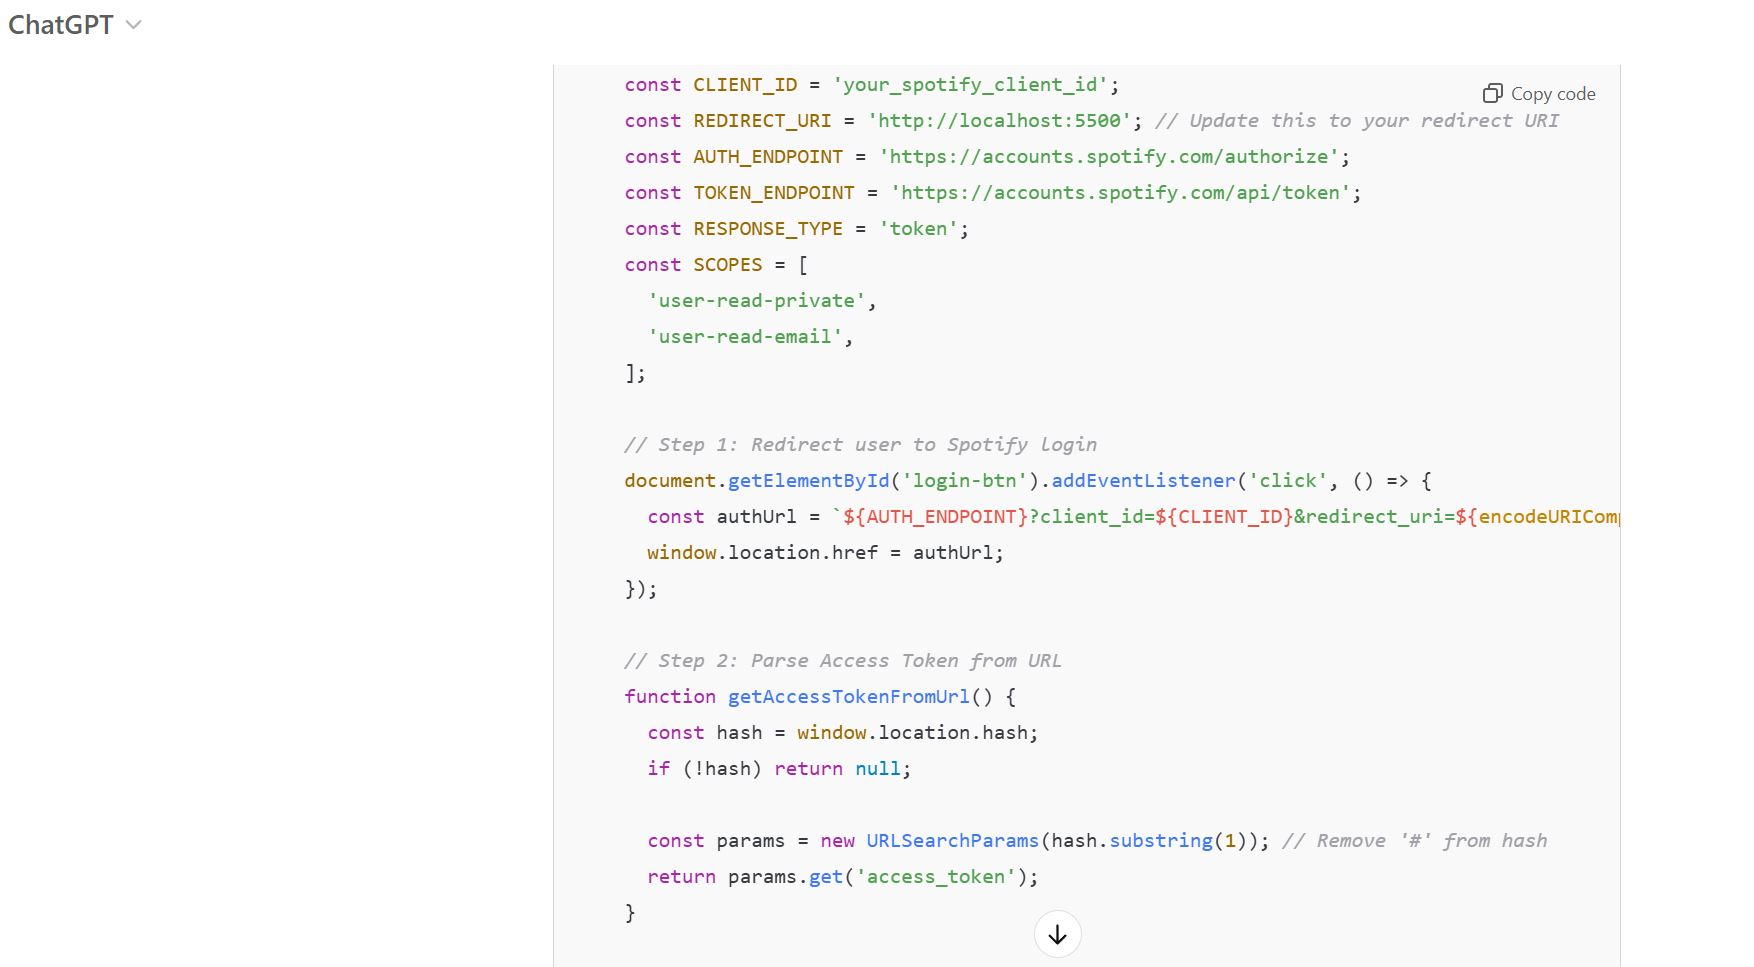 ChatGPT
Copy code
const CLIENT_ID = 'your_spotify_client_id';
const REDIRECT_URI = 'http://localhost:5500'; // Update this to your redirect URI
const AUTH_ENDPOINT = 'https://accounts.spotify.com/authorize';
const TOKEN_ENDPOINT = 'https://accounts.spotify.com/api/token';
const RESPONSE_TYPE = 'token';
const SCOPES = [
  'user-read-private',
  'user-read-email',
];
// Step 1: Redirect user to Spotify login
document.getElementById('login-btn').addEventListener('click', () => {
  const authUrl = `${AUTH_ENDPOINT}?client_id=${CLIENT_ID}&redirect_uri=${encodeURIComp
  window.location.href = authUrl;
});
// Step 2: Parse Access Token from URL
function getAccessTokenFromUrl() {
  const hash = window.location.hash;
  if (!hash) return null;
  const params = new URLSearchParams(hash.substring(1)); // Remove '#' from hash
  return params.get('access_token');
}